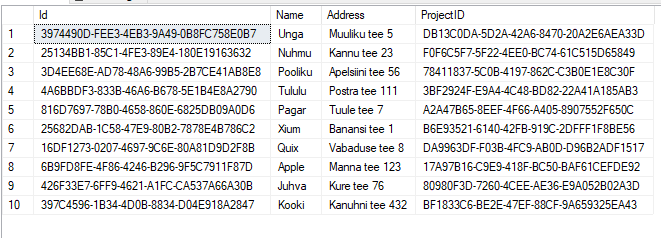 Id Name Address ProjectID
1 3974490D-FEE3-4EB3-9A49-0B8FC758E0B7 Unga Muuliku tee 5 DB13C0DA-5D2A-42A6-8470-20A2E6AEA33D
2 25134BB1-85C1-4FE3-89E4-180E19163632 Nuhmu Kannu tee 23 F0F6C5F7-5F22-4EE0-BC74-61C515D65849
3 3D4EE68E-AD78-48A6-99B5-2B7CE41AB8E8 Pooliku Apelsiini tee 56 78411837-5C0B-4197-862C-C3B0E1E8C30F
4 4A6BBDF3-833B-46A6-B678-5E1B4E8A2790 Tululu Postra tee 111 3BF2924F-E9A4-4C48-BD82-22A41A185AB3
5 816D7697-78B0-4658-860E-6825DB09A0D6 Pagar Tuule tee 7 A2A47B65-8EEF-4F66-A405-8907552F650C
6 25682DAB-1C58-47E9-80B2-7878E4B786C2 Xium Banansi tee 1 B6E93521-6140-42FB-919C-2DFFF1F8BE56
7 16DF1273-0207-4697-9C6E-80A81D9D2F8B Quix Vabaduse tee 8 DA9963DF-F03B-4FC9-AB0D-D96B2ADF1517
8 6B9FD8FE-4F86-4246-B296-9F5C7911F87D Apple Manna tee 123 17A97B16-C9E9-418F-BC50-BAF61CEFDE92
9 426F33E7-6FF9-4621-A1FC-CA537A66A30B Juhva Kure tee 76 80980F3D-7260-4CEE-AE36-E9A052B02A3D
10 397C4596-1B34-4D0B-8834-D04E918A2847 Kooki Kanuhni tee 432 BF1833C6-BE2E-47EF-88CF-9A659325EA43